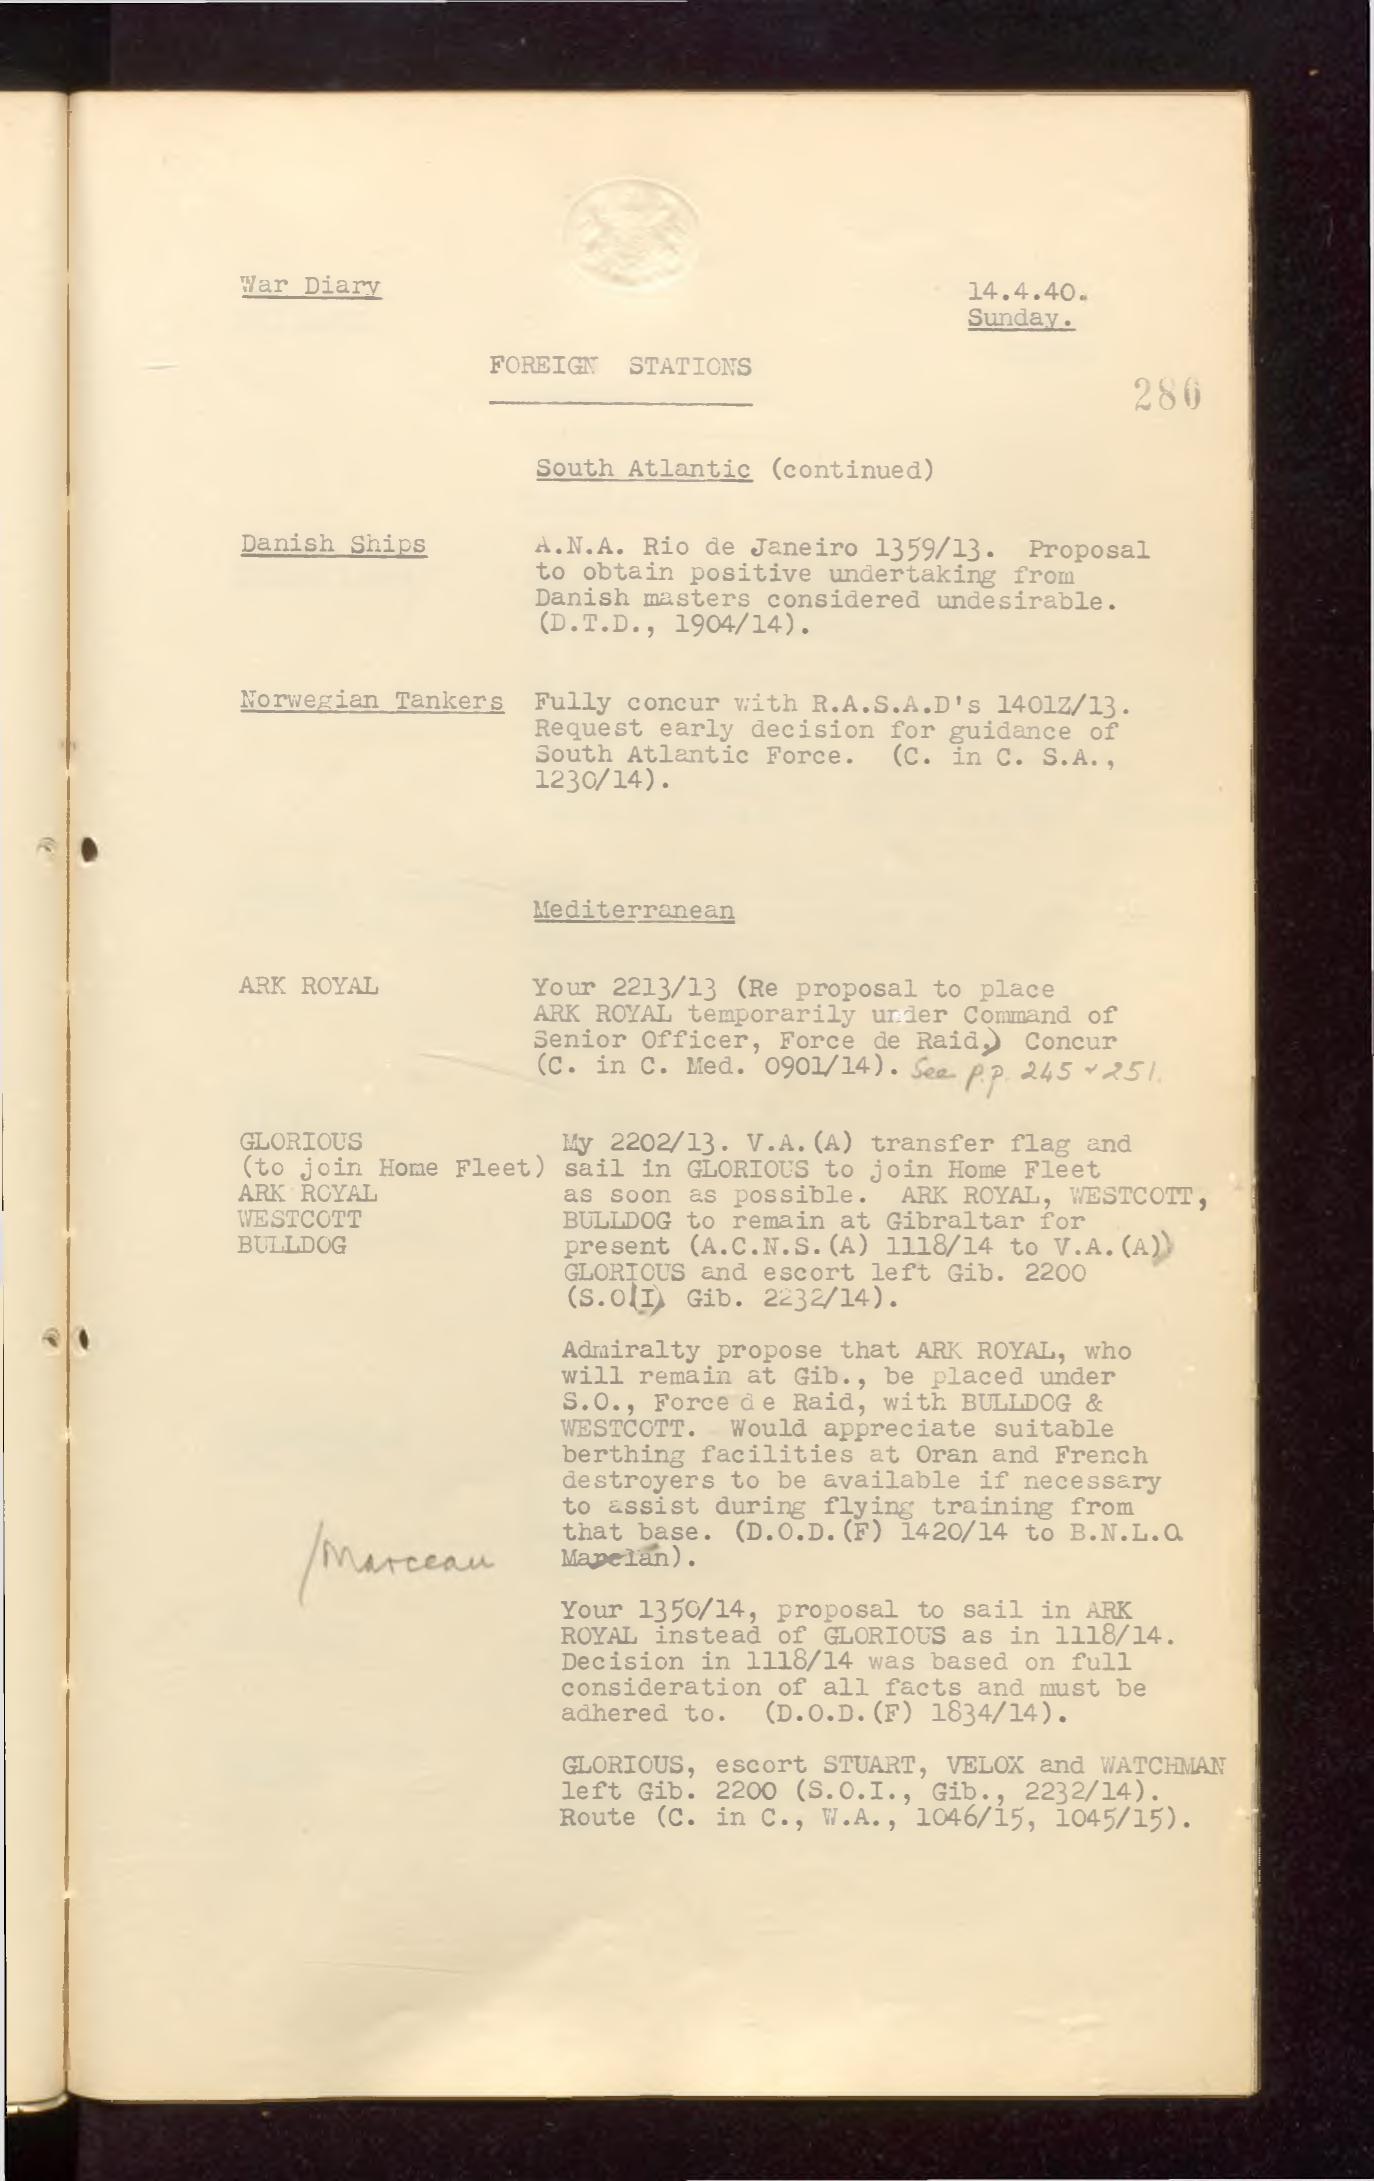 War Diary
14.4.40.
Sunday.
FOREIGN STATIONS
280
South Atlantic (continued)
Danish Ships
A.N.A. Rio de Janeiro 1359/13. Proposal
to obtain positive undertaking from
Danish masters considered undesirable.
(D.T.D., 1904/14).
Norwegian Tankers
Fully concur with R.A.S.A.D's 1401Z/13.
Request early decision for guidance of
South Atlantic Force. (C. in C. S.A.,
1230/14).
Mediterranean
ARK ROYAL
Your 2213/13 (Re proposal to place
ARK ROYAL temporarily under Command of
Senior Officer, Force de Raid.) Concur
(C. in C. Med. 0901/14). See p.p. 245 & 251.
GLORIOUS
(to join Home Fleet)
ARK ROYAL
WESTCOTT
BULLDOG
My 2202/13. V.A.(A) transfer flag and
sail in GLORIOUS to join Home Fleet
as soon as possible. ARK ROYAL, WESTCOTT,
BULLDOG to remain at Gibraltar for
present (A.C.N.S.(A) 1118/14 to V.A.(A))
GLORIOUS and escort left Gib. 2200
(S.O.(I) Gib. 2232/14).
Admiralty propose that ARK ROYAL, who
will remain at Gib., be placed under
S.O., Force de Raid, with BULLDOG &
WESTCOTT. Would appreciate suitable
berthing facilities at Oran and French
destroyers to be available if necessary
to assist during flying training from
that base. (D.O.D.(F) 1420/14 to B.N.L.O
/Marceau
GLORIOUS, escort STUART, VELOX and WATCHMAN
left Gib. 2200 (S.O.I., Gib., 2232/14).
Route (C. in C., W.A., 1046/15, 1045/15).
Your 1350/14, proposal to sail in ARK
ROYAL instead of GLORIOUS as in 1118/14.
Decision in 1118/14 was based on full
consideration of all facts and must be
adhered to. (D.O.D.(F) 1834/14).